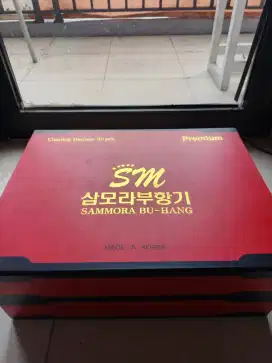 Premium
SM
삼모라부항기
SAMMORA BU-HANG
MADE IN KOREA